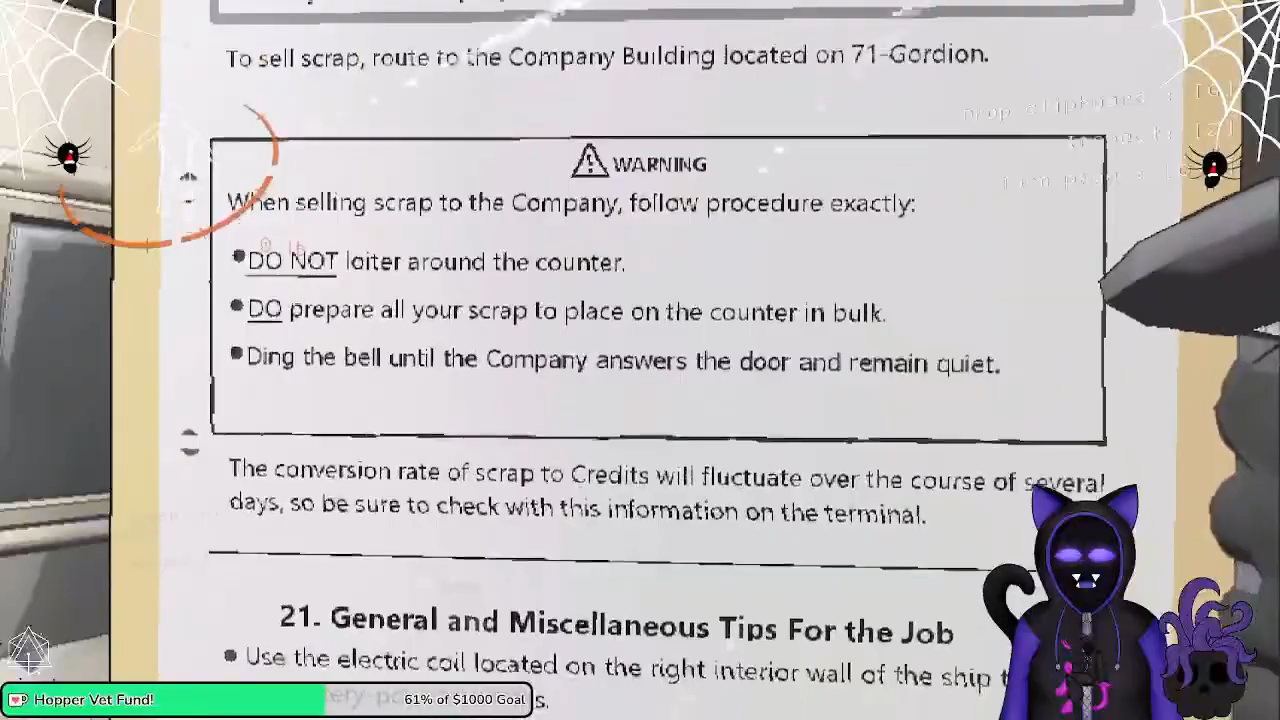 To sell scrap, route to the Company Building located on 71-Gordion.
WARNING
When selling scrap to the Company, follow procedure exactly:
DO NOT loiter around the counter.
DO prepare all your scrap to place on the counter in bulk.
Ding the bell until the Company answers the door and remain quiet.
The conversion rate of scrap to Credits will fluctuate over the course of several
days, so be sure to check with this information on the terminal.
21. General and Miscellaneous Tips For the Job
Use the electric coil located on the right interior wall of the ship
Hopper Vet Fund!
61% of $1000 Goal